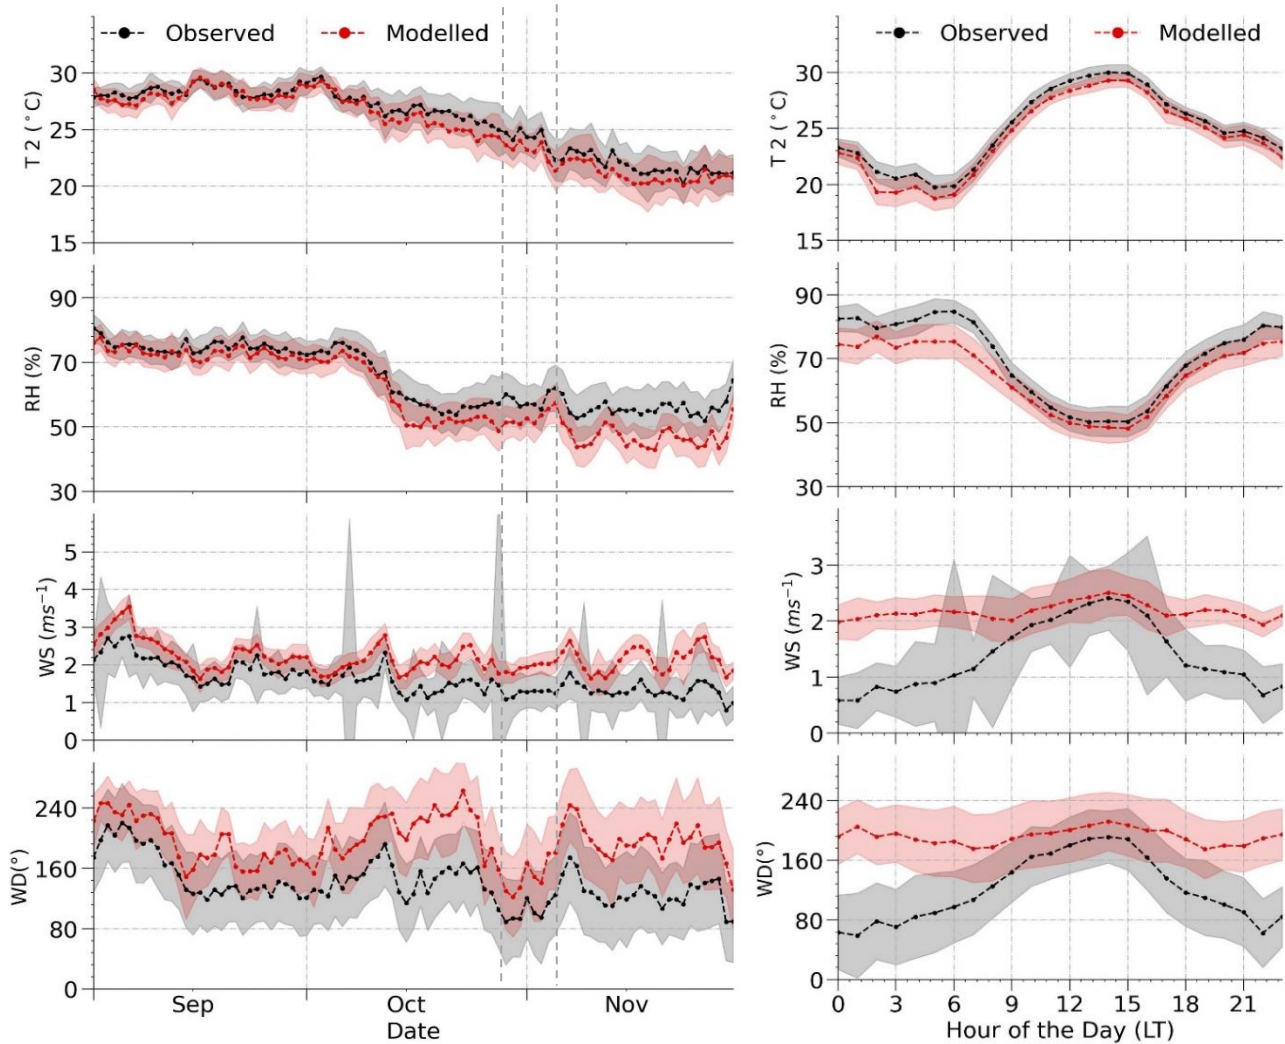 Observed Modelled
30
25
20
15
T 2 (°C)
90
70
50
30
RH (%)
5
4
3
2
1
0
WS (ms⁻¹)
240
160
80
0
WD(°)
Sep Oct Nov
Date
Observed Modelled
30
25
20
15
T 2 (°C)
90
70
50
30
RH (%)
3
2
1
0
WS (ms⁻¹)
240
160
80
0
WD(°)
0 3 6 9 12 15 18 21
Hour of the Day (LT)